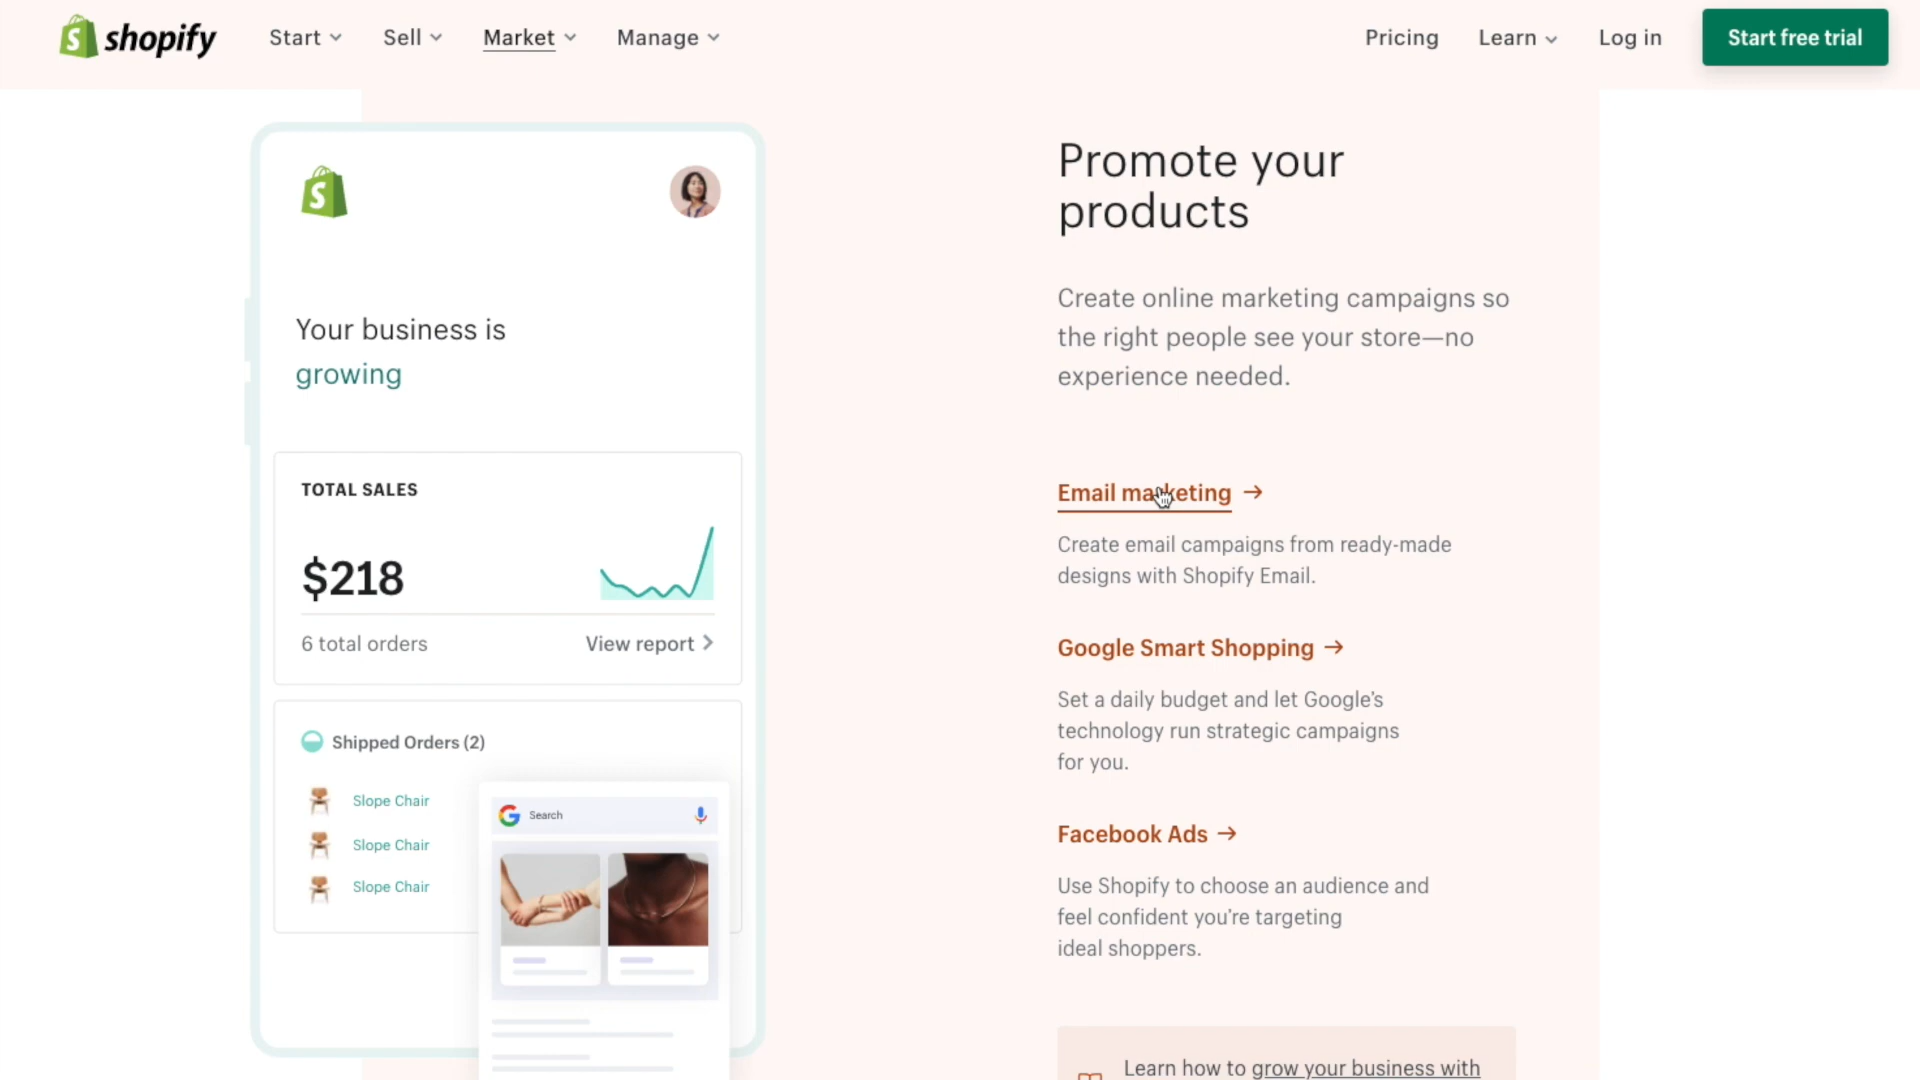 shopify
Start
Sell
Market
Manage
Pricing
Learn
Log in
Start free trial
Your business is
growing
TOTAL SALES
$218
6 total orders
View report
Shipped Orders (2)
Slope Chair
Slope Chair
Slope Chair
Search
Promote your
products
Create online marketing campaigns so
the right people see your store—no
experience needed.
Email marketing →
Create email campaigns from ready-made
designs with Shopify Email.
Google Smart Shopping →
Set a daily budget and let Google’s
technology run strategic campaigns
for you.
Facebook Ads →
Use Shopify to choose an audience and
feel confident you’re targeting
ideal shoppers.
Learn how to grow your business with